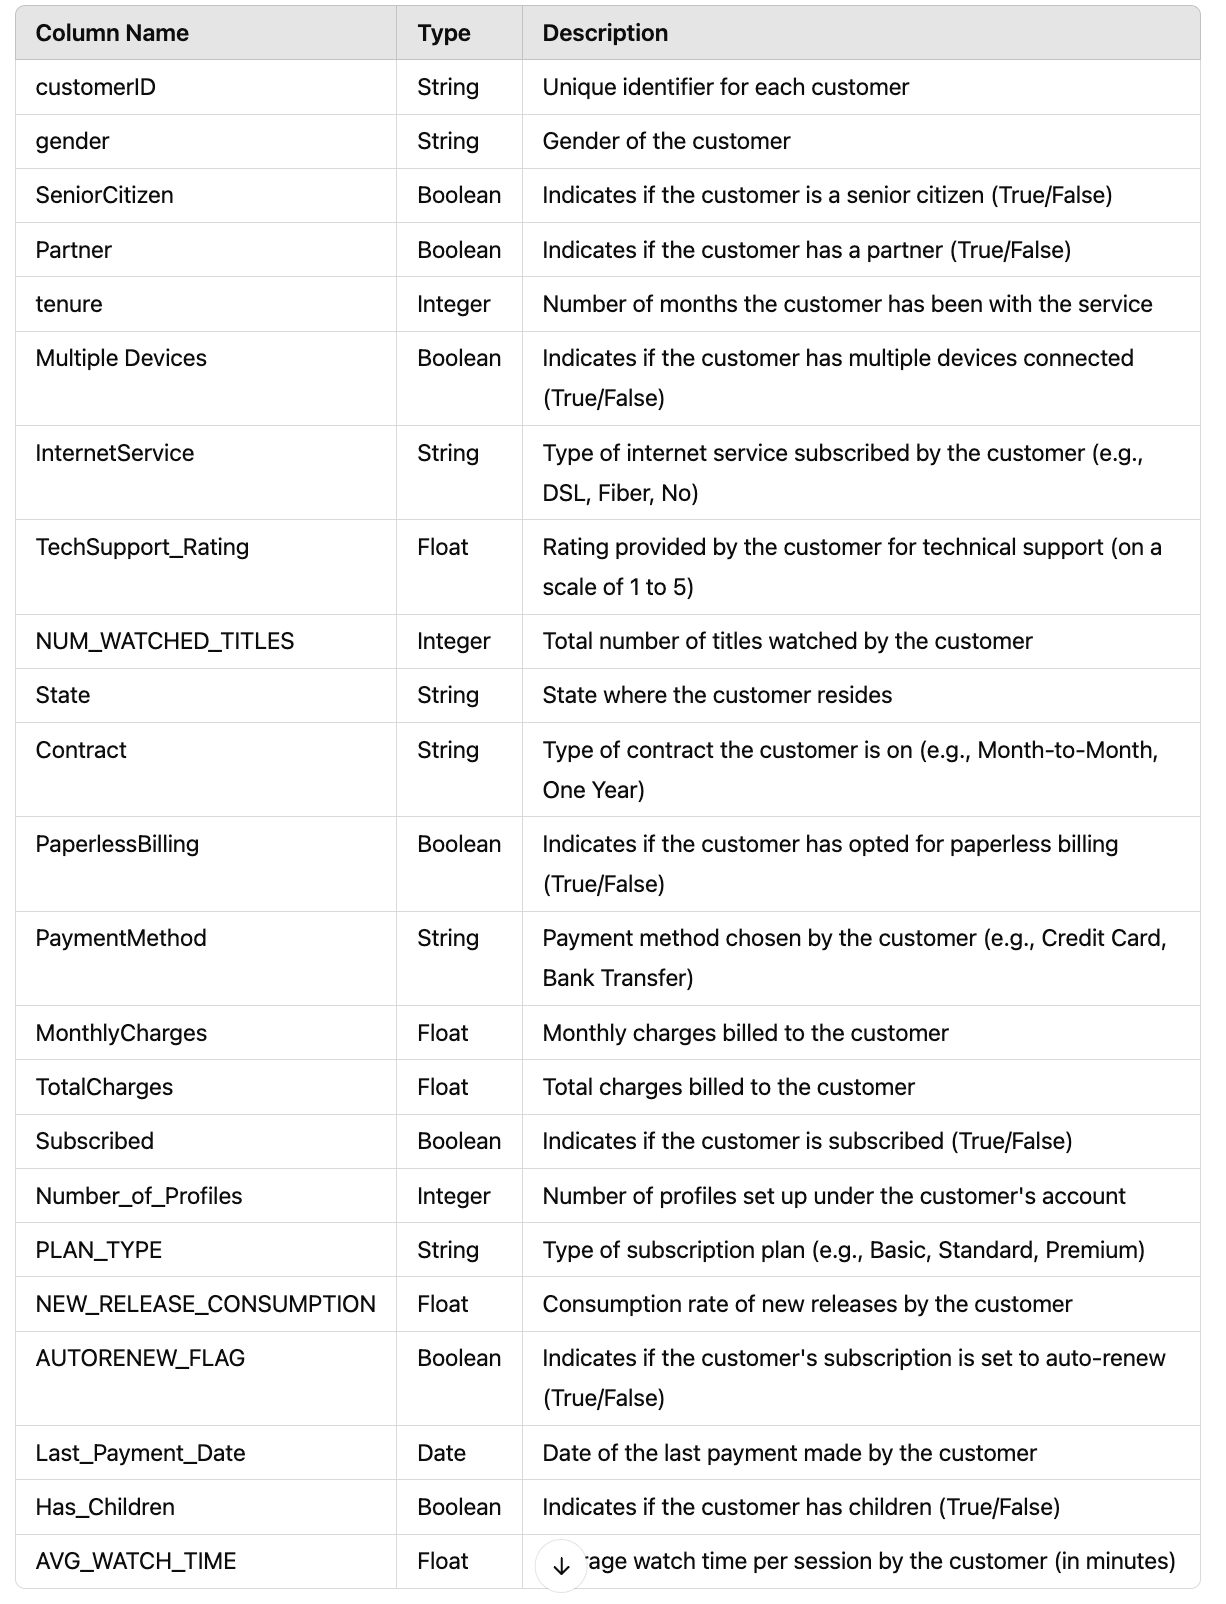 Column Name Type Description
customerID String Unique identifier for each customer
gender String Gender of the customer
SeniorCitizen Boolean Indicates if the customer is a senior citizen (True/False)
Partner Boolean Indicates if the customer has a partner (True/False)
tenure Integer Number of months the customer has been with the service
Multiple Devices Boolean Indicates if the customer has multiple devices connected
(True/False)
InternetService String Type of internet service subscribed by the customer (e.g.,
DSL, Fiber, No)
TechSupport_Rating Float Rating provided by the customer for technical support (on a
scale of 1 to 5)
NUM_WATCHED_TITLES Integer Total number of titles watched by the customer
State String State where the customer resides
Contract String Type of contract the customer is on (e.g., Month-to-Month,
One Year)
PaperlessBilling Boolean Indicates if the customer has opted for paperless billing
(True/False)
PaymentMethod String Payment method chosen by the customer (e.g., Credit Card,
Bank Transfer)
MonthlyCharges Float Monthly charges billed to the customer
TotalCharges Float Total charges billed to the customer
Subscribed Boolean Indicates if the customer is subscribed (True/False)
Number_of_Profiles Integer Number of profiles set up under the customer's account
PLAN_TYPE String Type of subscription plan (e.g., Basic, Standard, Premium)
NEW_RELEASE_CONSUMPTION Float Consumption rate of new releases by the customer
AUTORENEW_FLAG Boolean Indicates if the customer's subscription is set to auto-renew
(True/False)
Last_Payment_Date Date Date of the last payment made by the customer
Has_Children Boolean Indicates if the customer has children (True/False)
AVG_WATCH_TIME Float watch time per session by the customer (in minutes)